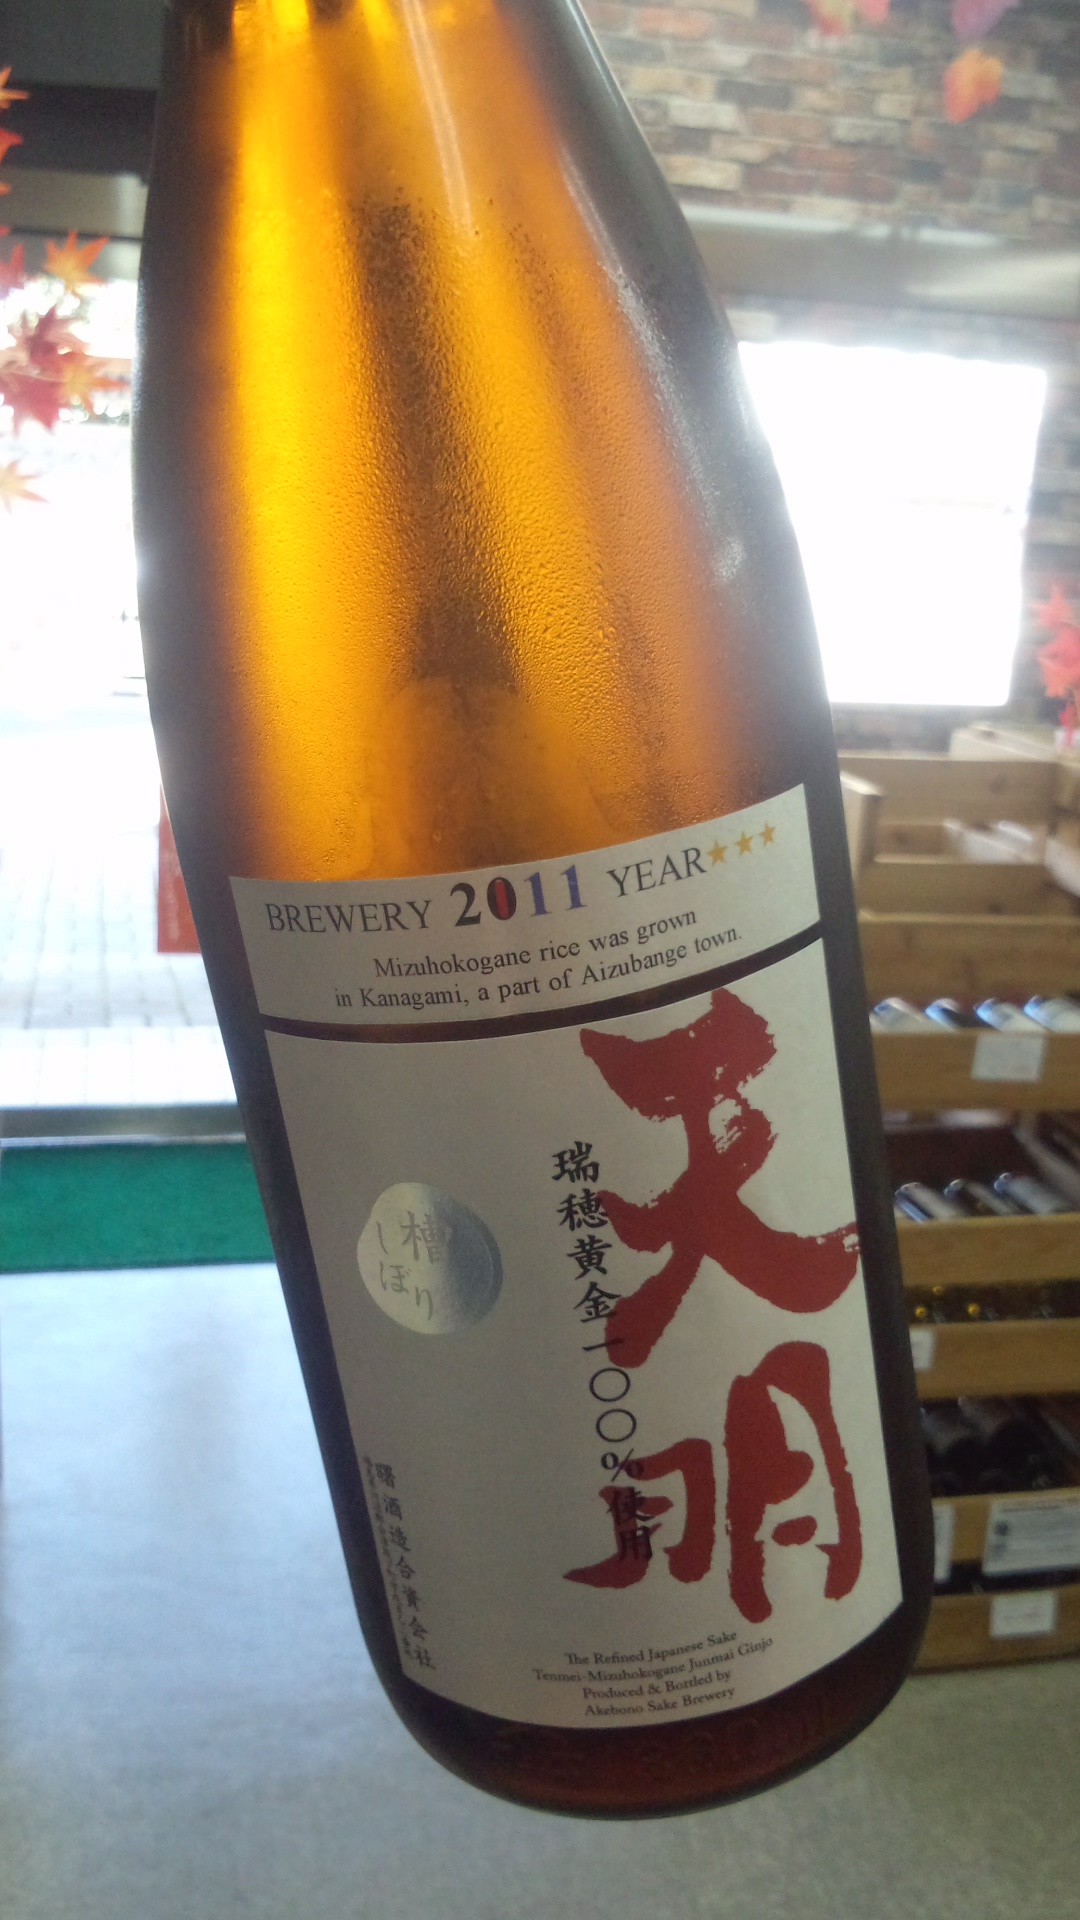 BREWERY 2011 YEAR★★★
Mizuhokogane rice was grown
in Kanagami, a part of Aizubange town.
天明
瑞穂黄金一〇〇%使用
槽
しぼり
曙酒造合資会社
The Refined Japanese Sake
Tenmei-Mizuhokogane Junmai Ginjo
Produced & Bottled by
Akebono Sake Brewery